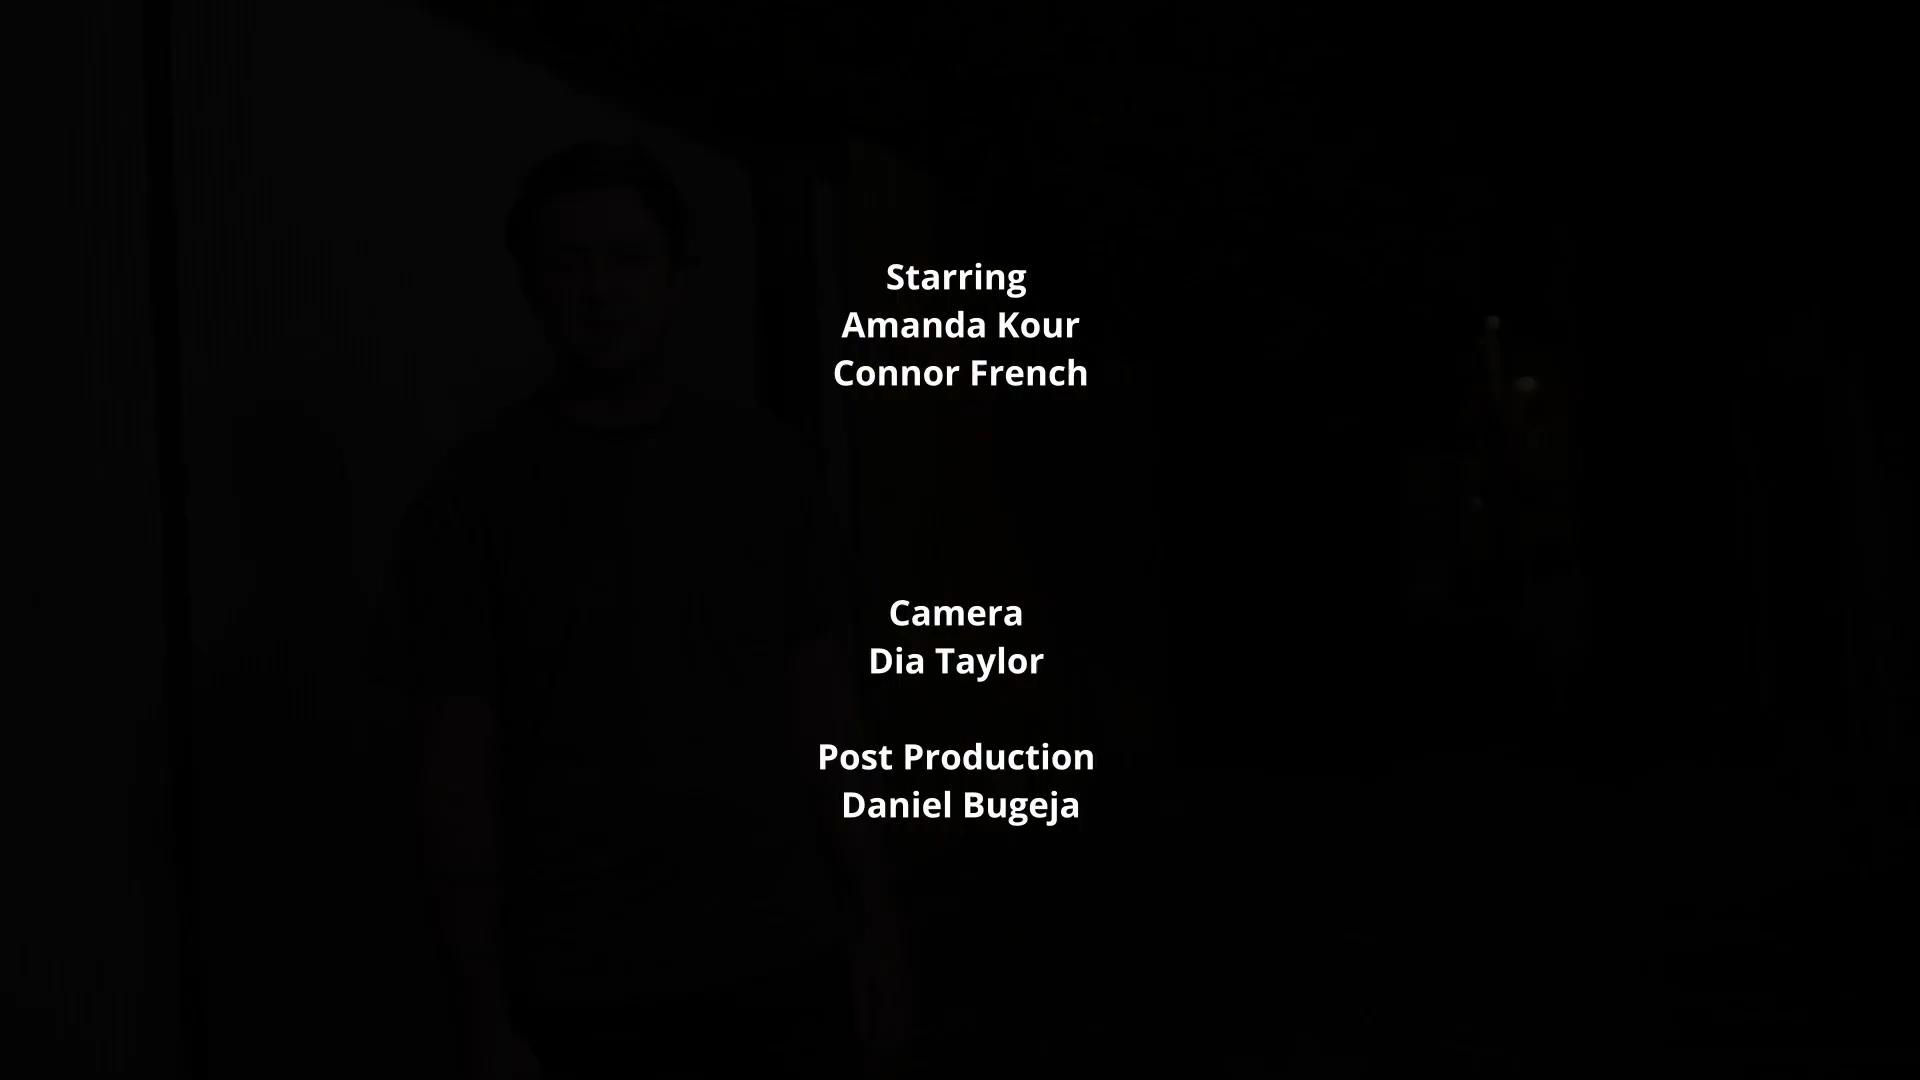 Starring
Amanda Kour
Connor French
Camera
Dia Taylor
Post Production
Daniel Bugeja